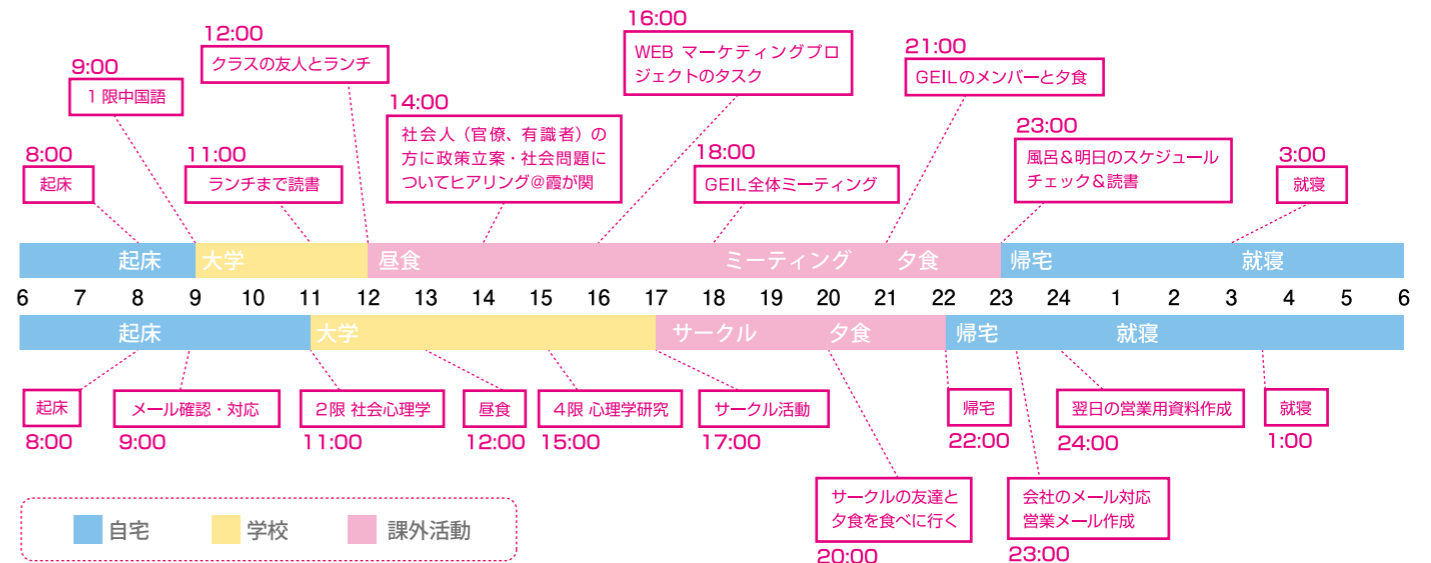 12:00
クラスの友人とランチ
16:00
WEB マーケティングプロ
ジェクトのタスク
21:00
GEILのメンバーと夕食
9:00
1限中国語
14:00
社会人（官僚、有識者）の
方に政策立案・社会問題に
ついてヒアリング@霞が関
23:00
風呂&明日のスケジュール
チェック&読書
8:00
起床
11:00
ランチまで読書
18:00
GEIL全体ミーティング
3:00
就寝
起床 大学 昼食 ミーティング 夕食 帰宅 就寝
6 7 8 9 10 11 12 13 14 15 16 17 18 19 20 21 22 23 24 1 2 3 4 5 6
起床 大学 サークル 夕食 帰宅 就寝
起床
8:00
メール確認・対応
9:00
2限 社会心理学
11:00
昼食
12:00
4限 心理学研究
15:00
サークル活動
17:00
帰宅
22:00
翌日の営業用資料作成
24:00
就寝
1:00
サークルの友達と
夕食を食べに行く
20:00
会社のメール対応
営業メール作成
23:00
自宅 学校 課外活動